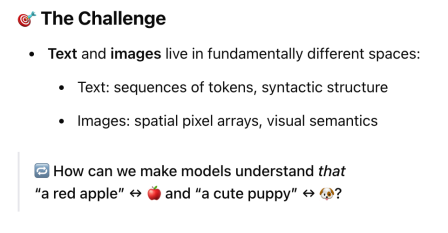 🎯 The Challenge
• Text and images live in fundamentally different spaces:
• Text: sequences of tokens, syntactic structure
• Images: spatial pixel arrays, visual semantics
🔁 How can we make models understand that
“a red apple” ↔ 🍎 and “a cute puppy” ↔ 🐶?